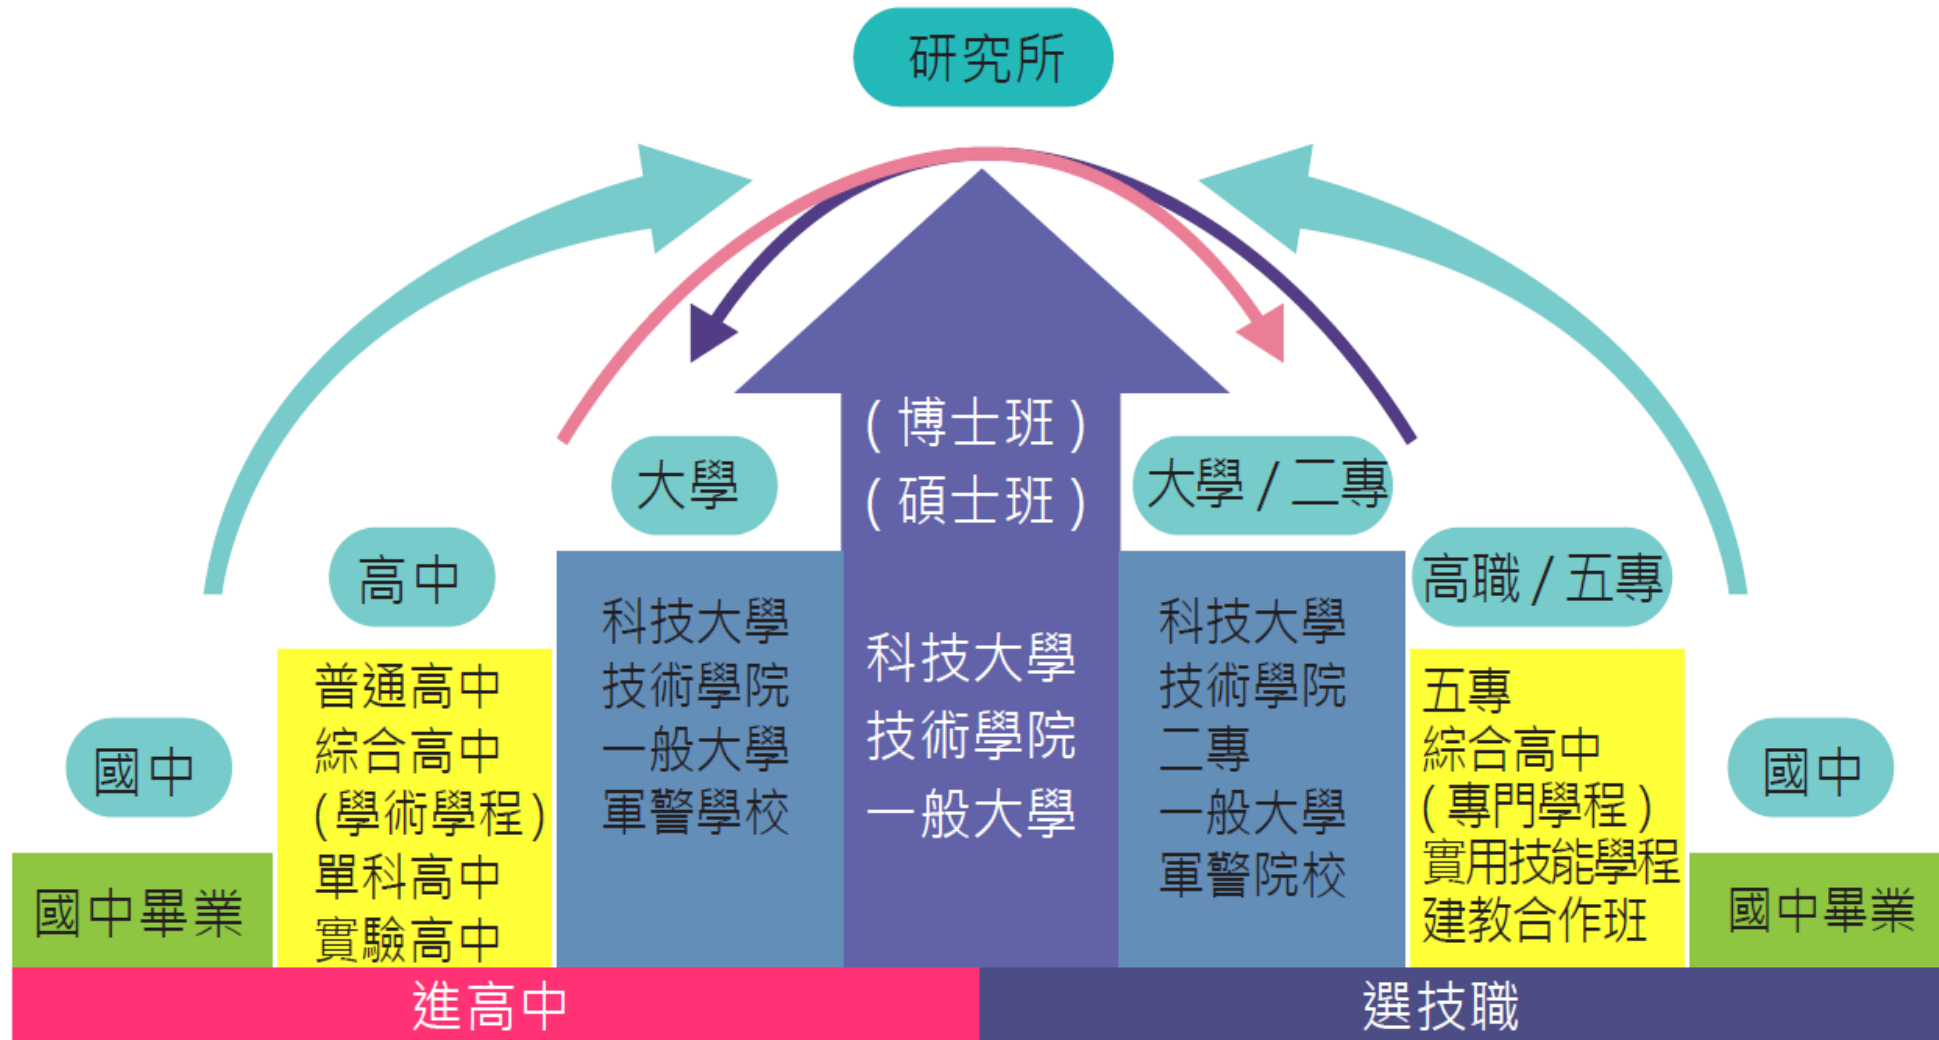 研究所
大學
高中
國中
(博士班)
(碩士班)
科技大學
技術學院
一般大學
大學/二專
高職/五專
國中
國中畢業
普通高中
綜合高中
(學術學程)
單科高中
實驗高中
科技大學
技術學院
一般大學
軍警學校
科技大學
技術學院
二專
一般大學
軍警院校
五專
綜合高中
(專門學程)
實用技能學程
建教合作班
國中畢業
進高中
選技職